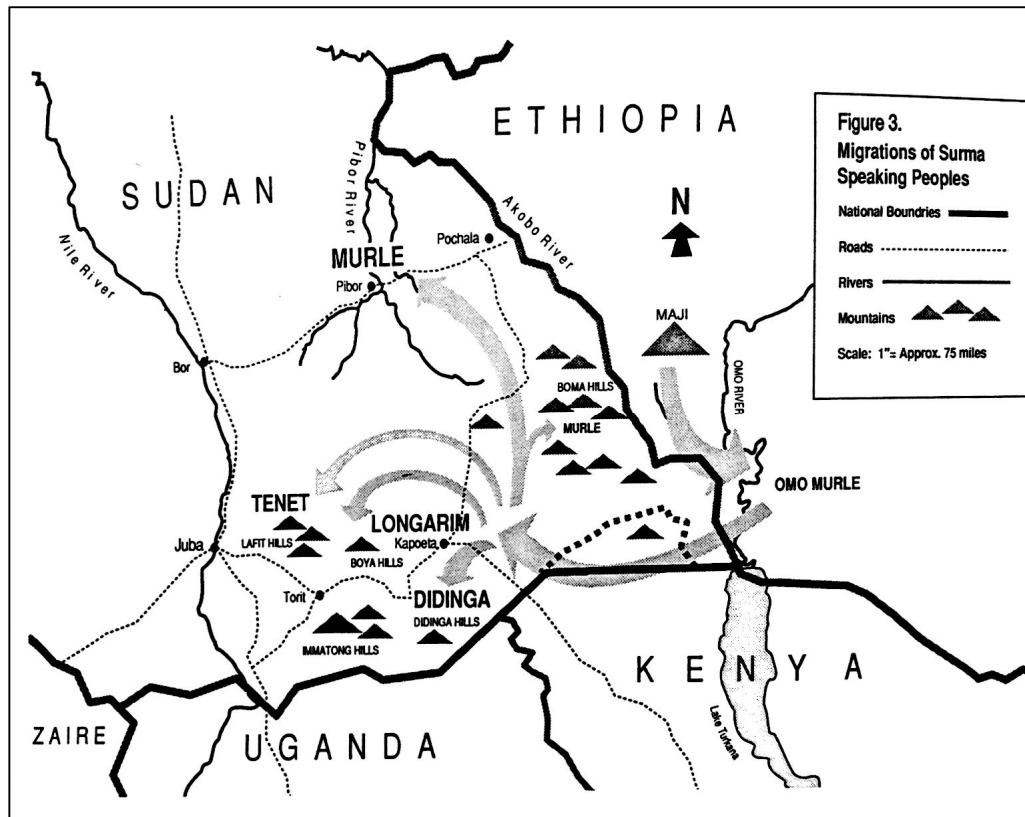 Figure 3.
Migrations of Surma
Speaking Peoples
National Boundries
Roads
Rivers
Mountains
Scale: 1"= Approx. 75 miles
ETHIOPIA
SUDAN
N
Pibor River
Akobo River
Nile River
Pochala
MURLE
Pibor
MAJI
Bor
OMO RIVER
BOMA HILLS
MURLE
OMO MURLE
TENET
LONGARIM
LAFIT HILLS
Kapoeta
Juba
BOYA HILLS
Torit
DIDINGA
DIDINGA HILLS
IMMATONG HILLS
KENYA
Lake Turkana
ZAIRE
UGANDA